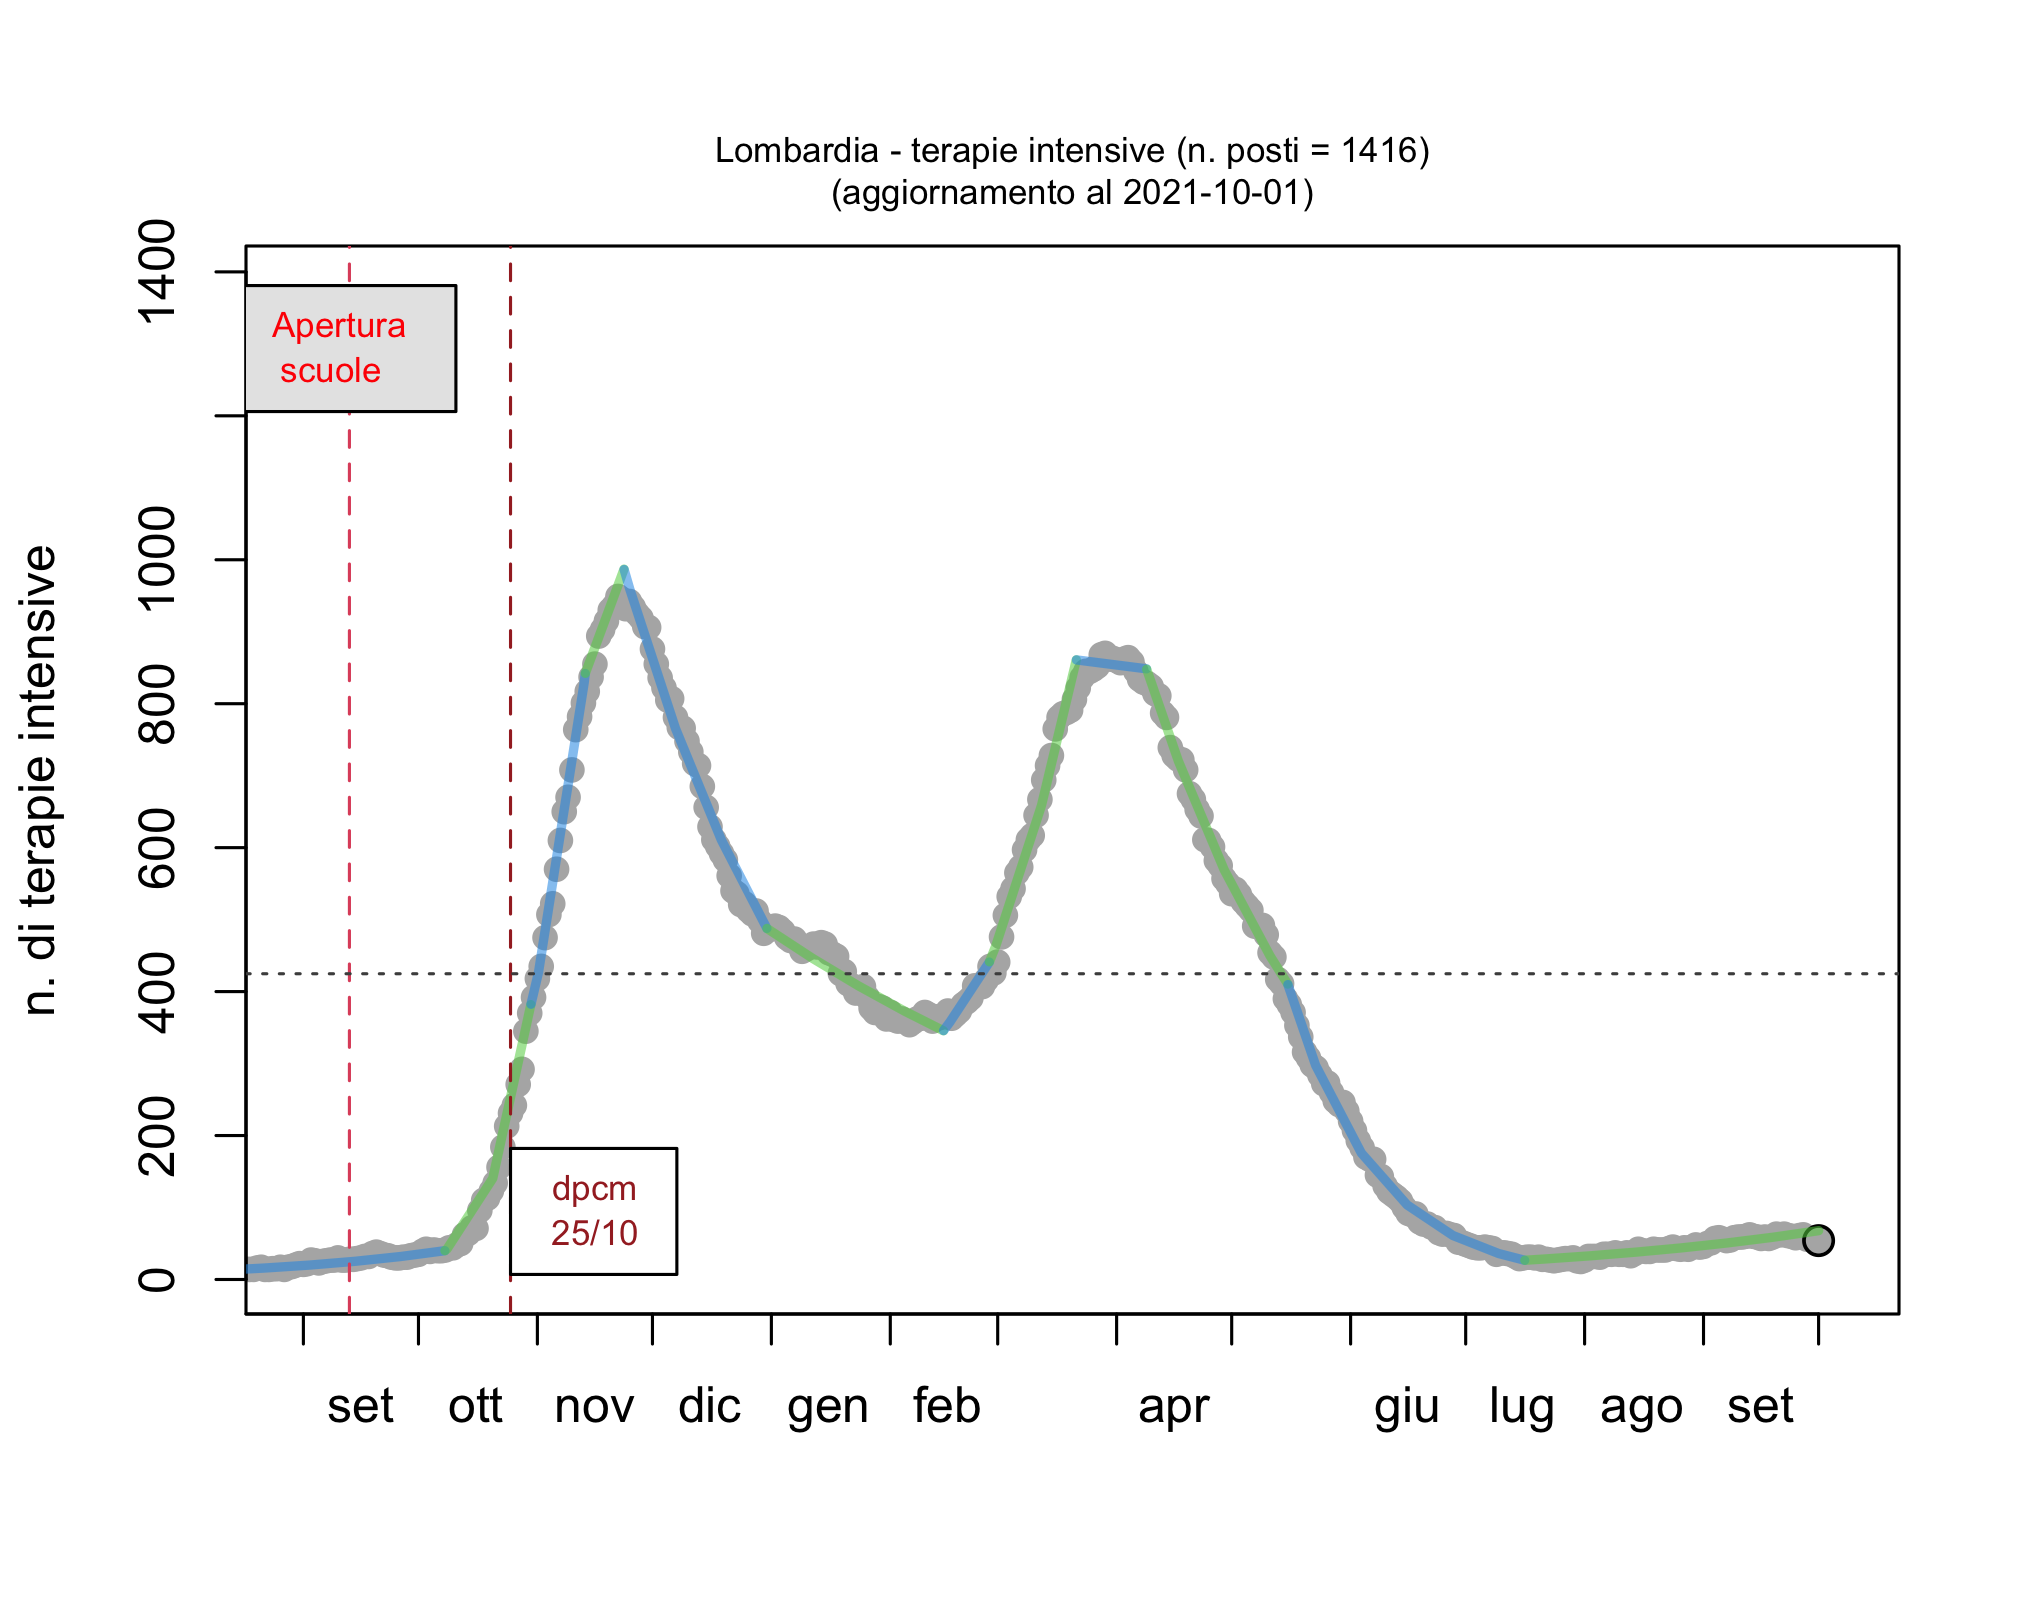 Lombardia - terapie intensive (n. posti = 1416)
(aggiornamento al 2021-10-01)
n. di terapie intensive
1400
1000
800
600
400
200
0
Apertura
scuole
dpcm
25/10
set ott nov dic gen feb apr giu lug ago set